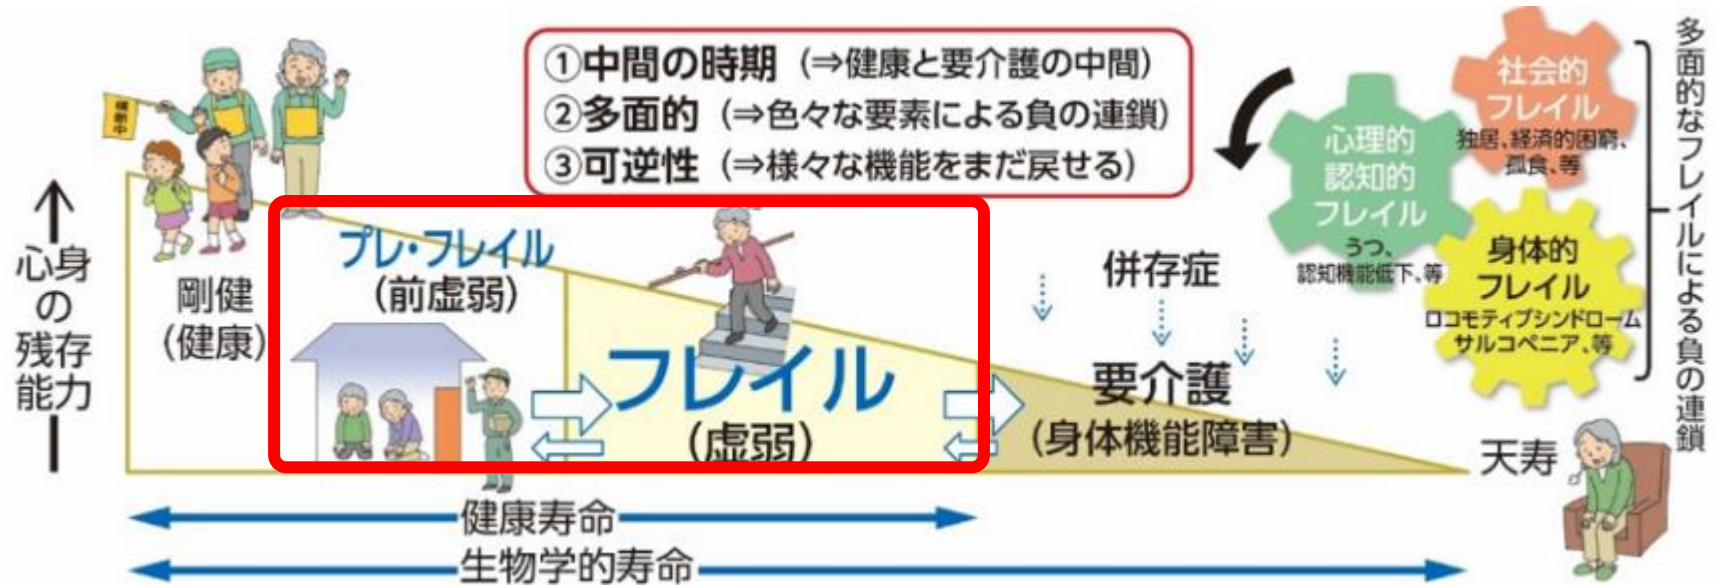 ①中間の時期（⇒健康と要介護の中間）
②多面的（⇒色々な要素による負の連鎖）
③可逆性（⇒様々な機能をまだ戻せる）
横断中
心身の残存能力
剛健
（健康）
プレ・フレイル
（前虚弱）
フレイル
（虚弱）
併存症
要介護
（身体機能障害）
天寿
健康寿命
生物学的寿命
社会的
フレイル
独居、経済的困窮、
孤食、等
心理的
認知的
フレイル
うつ、
認知機能低下、等
身体的
フレイル
ロコモティブシンドローム
サルコペニア、等
多面的なフレイルによる負の連鎖